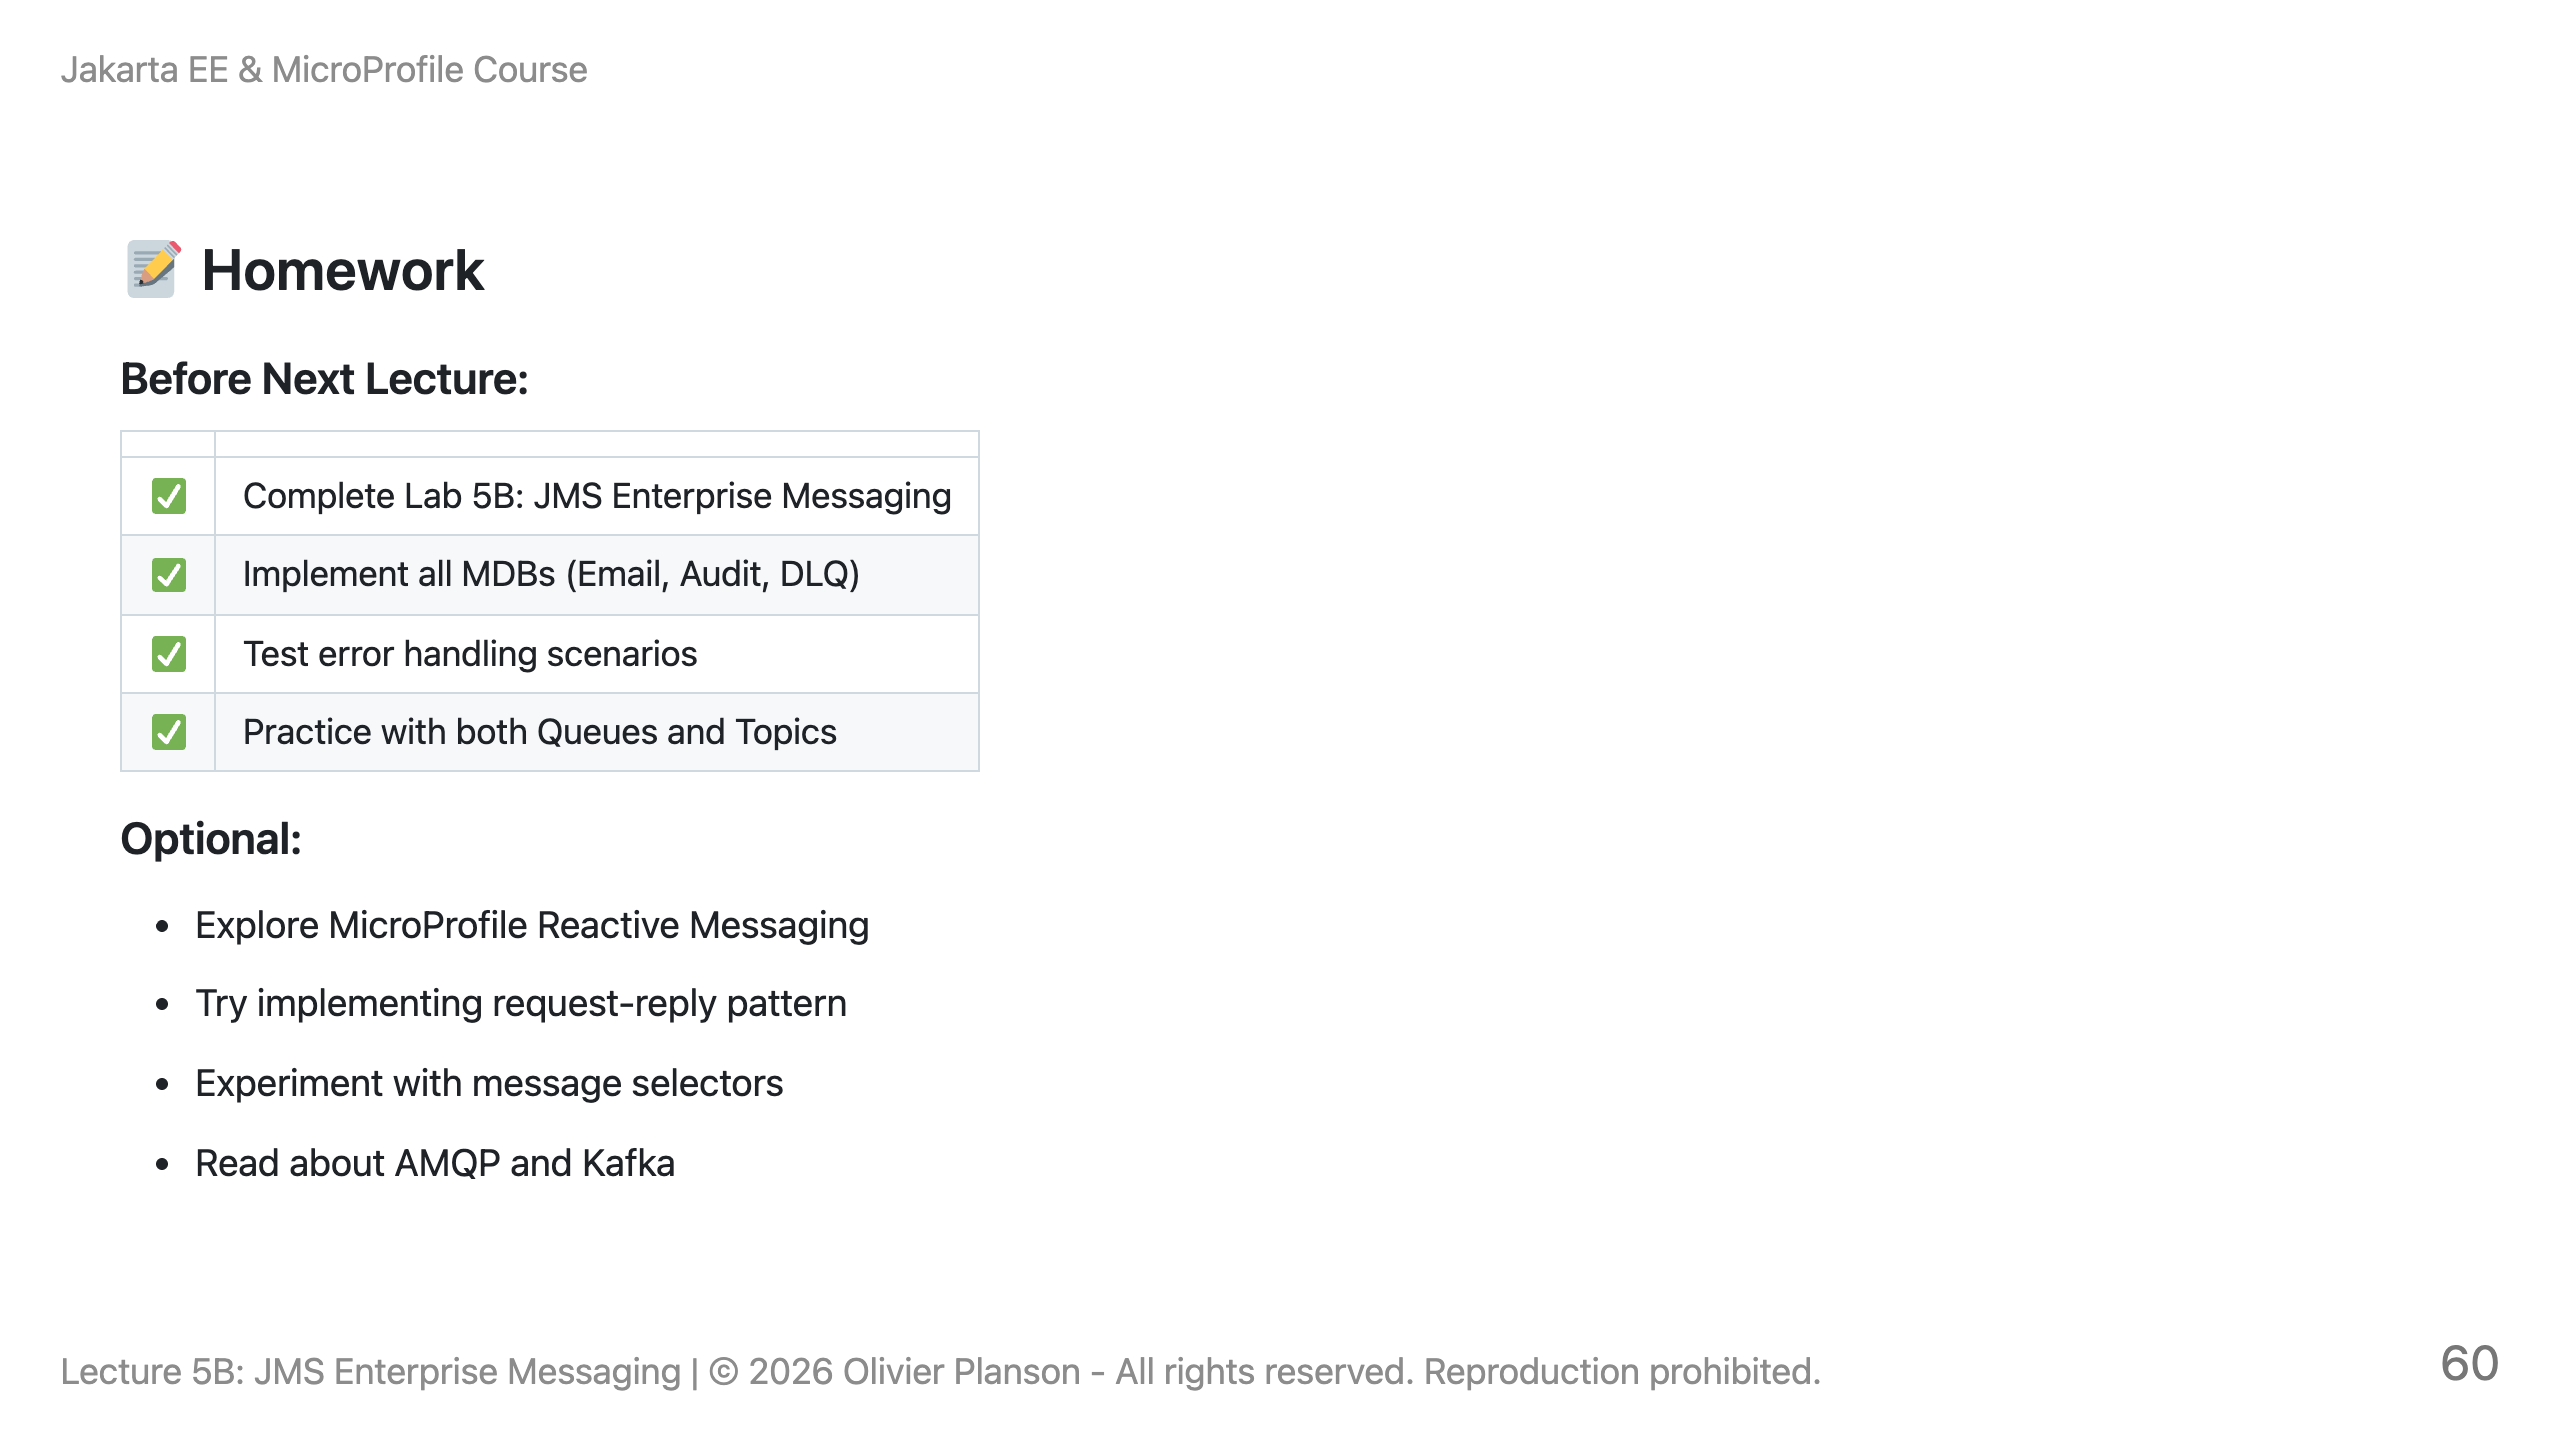 Jakarta EE & MicroProfile Course
📝 Homework
Before Next Lecture:
✅ Complete Lab 5B: JMS Enterprise Messaging
✅ Implement all MDBs (Email, Audit, DLQ)
✅ Test error handling scenarios
✅ Practice with both Queues and Topics
Optional:
• Explore MicroProfile Reactive Messaging
• Try implementing request-reply pattern
• Experiment with message selectors
• Read about AMQP and Kafka
Lecture 5B: JMS Enterprise Messaging | © 2026 Olivier Planson - All rights reserved. Reproduction prohibited.
60